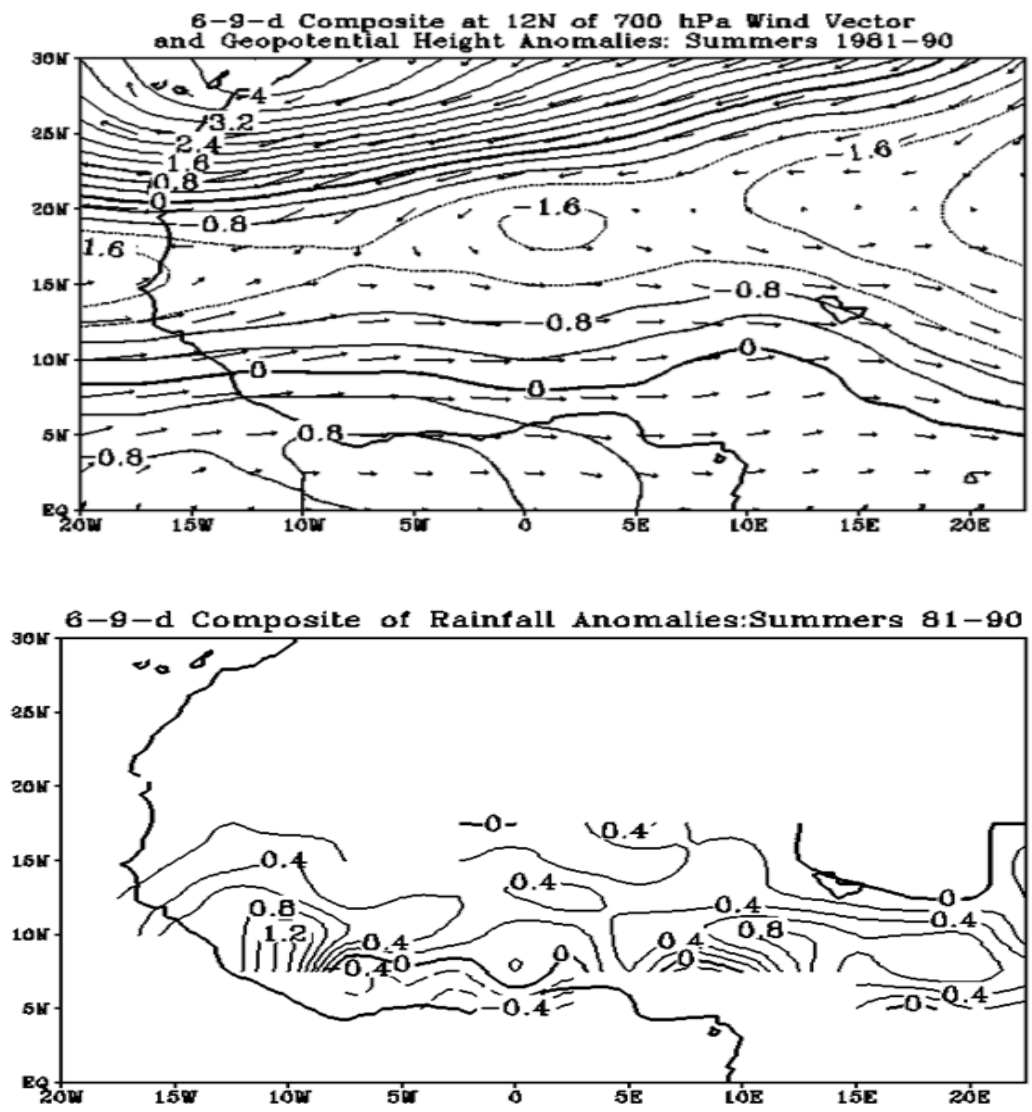 6-9-d Composite at 12N of 700 hPa Wind Vector
and Geopotential Height Anomalies: Summers 1981-90
30N
4
3.2
25N
2.4
-1.6
1.6
0.8
0
20N
-0.8
-1.6
1.6
15N
-0.8
-0.8
10N
0
0
0
5N
0.8
-0.8
EQ
20W 15W 10W 5W 0 5E 10E 15E 20E
6-9-d Composite of Rainfall Anomalies:Summers 81-90
30N
25N
20N
0
0.4
15N
0.4
0.4
0
0.4
0.4
0.8
0.8
10N
1.2
0.4
0.4
0
0
0
-0.4
0.4
5N
-0.4
0
EQ
20W 15W 10W 5W 0 5E 10E 15E 20E